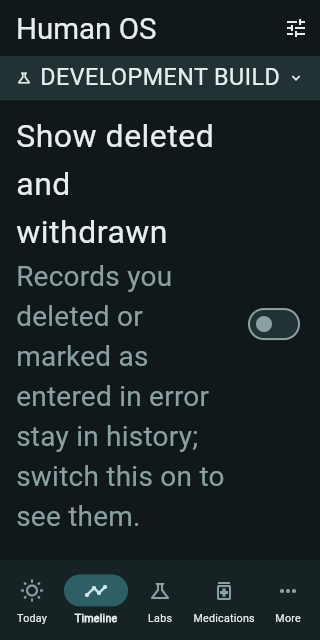 Human OS
DEVELOPMENT BUILD
Show deleted
and
withdrawn
Records you
deleted or
marked as
entered in error
stay in history;
switch this on to
see them.
Today
Timeline
Labs
Medications
More